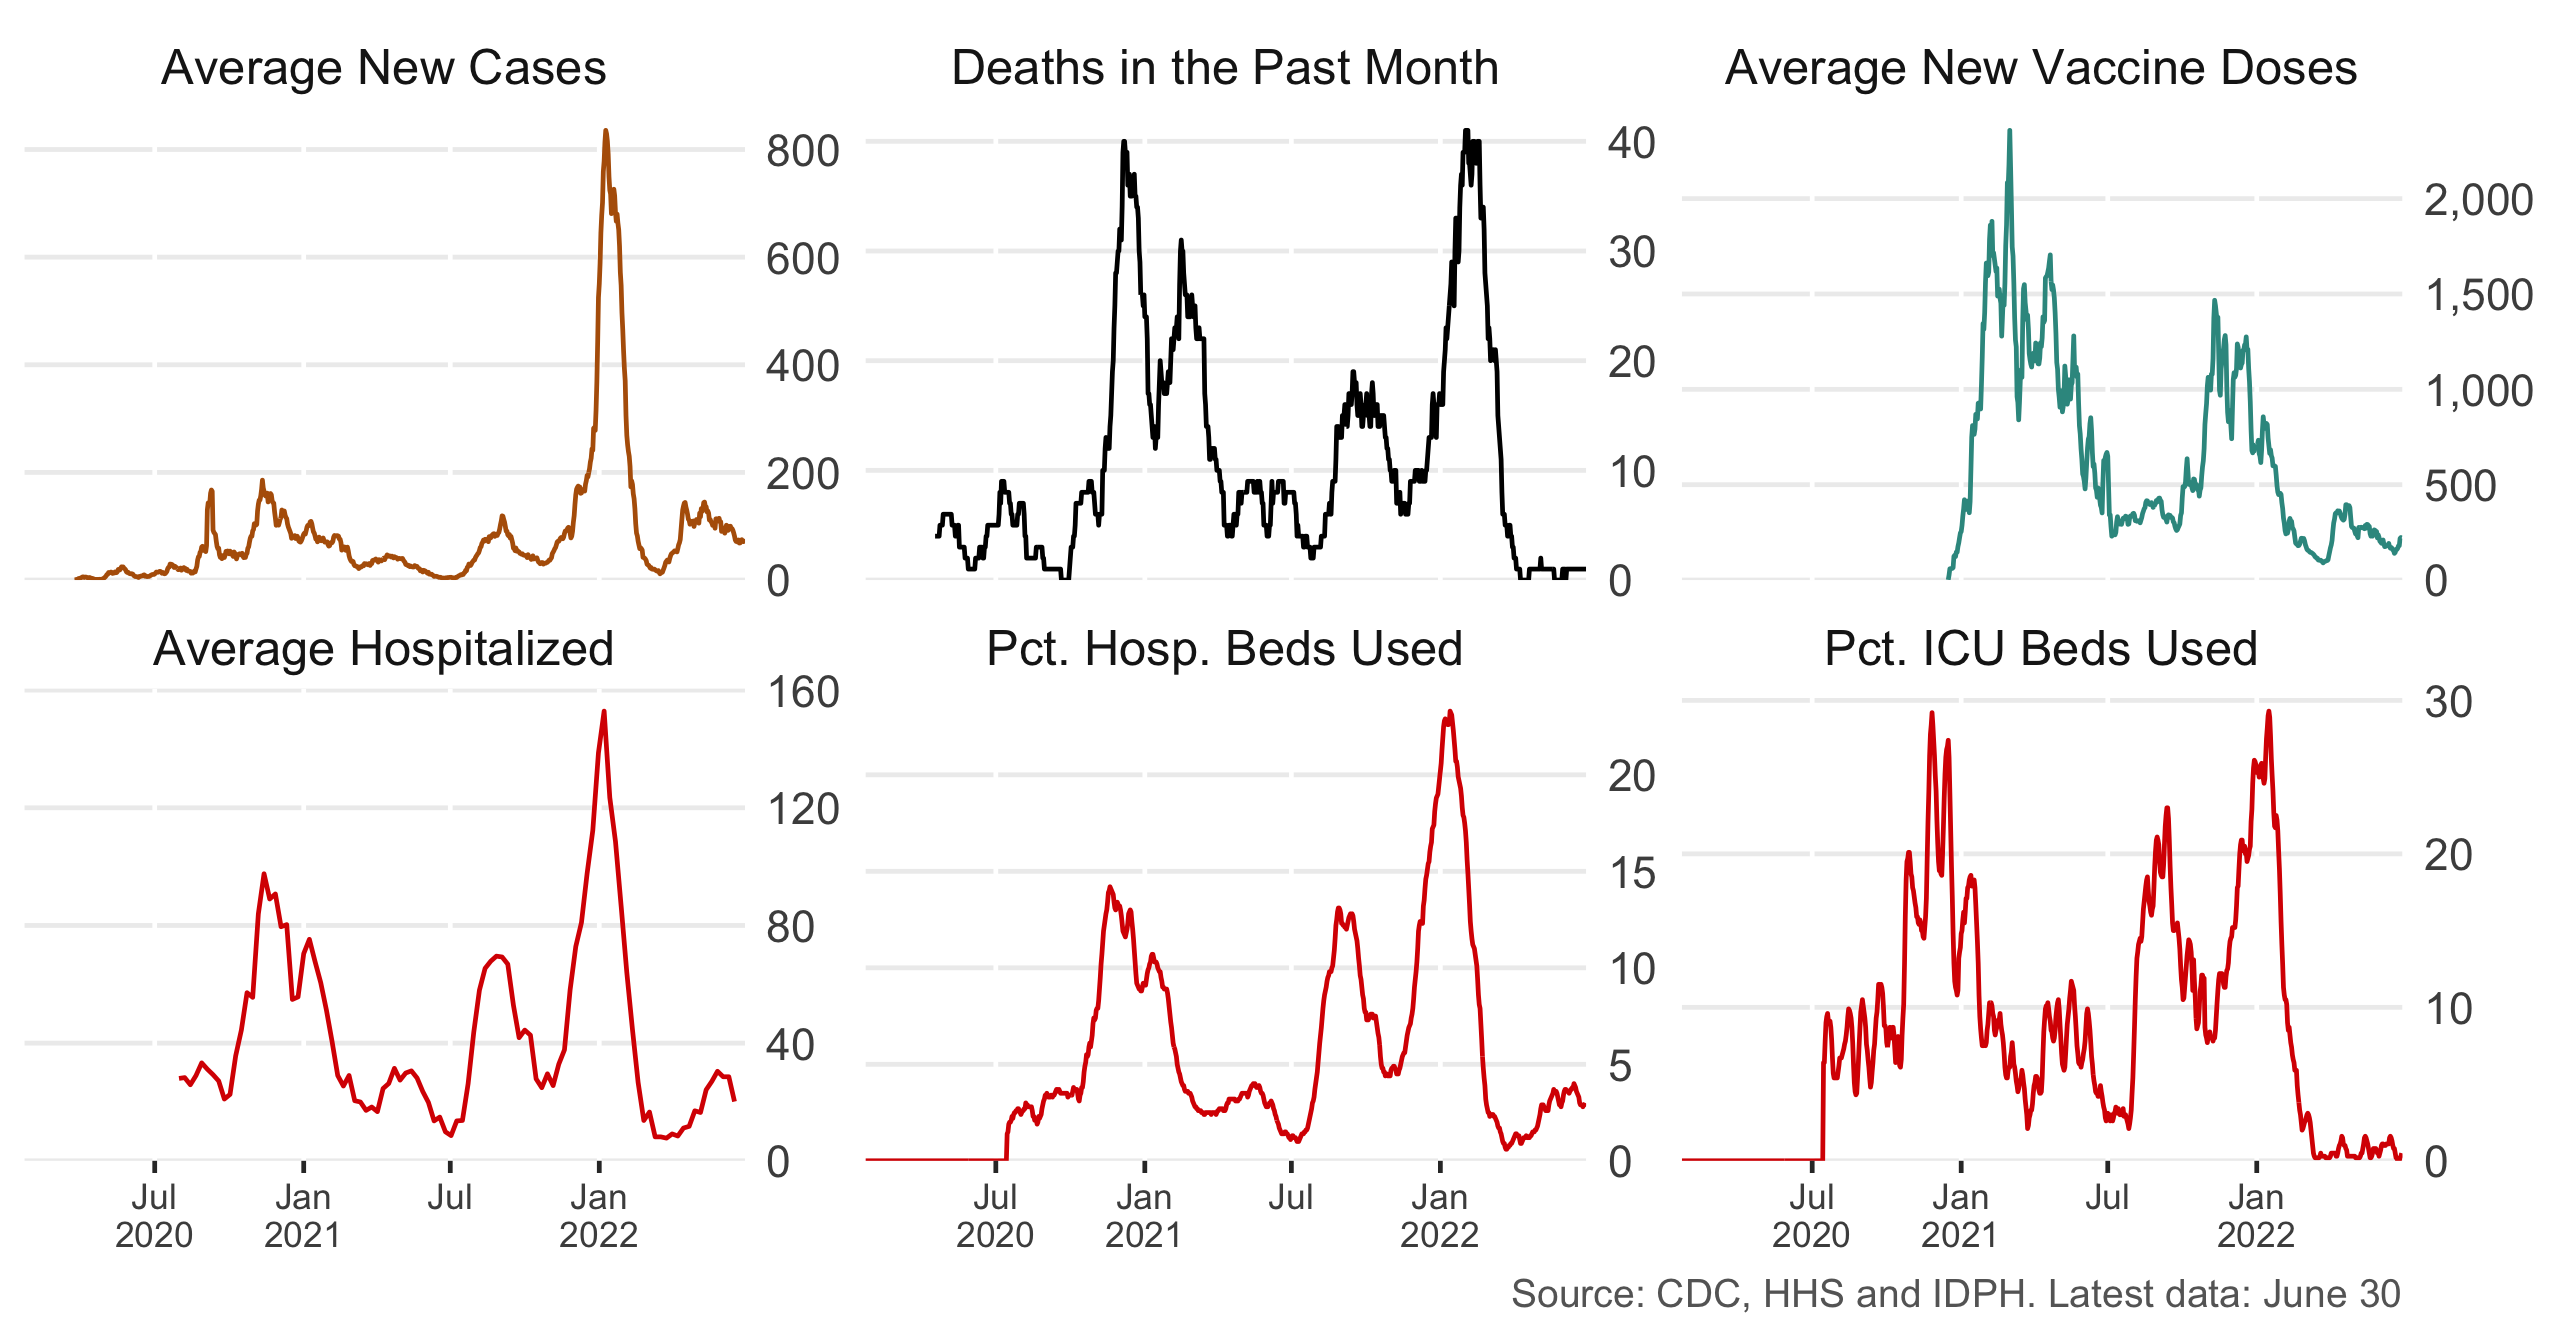 Average New Cases
800
600
400
200
0
Deaths in the Past Month
40
30
20
10
0
Average New Vaccine Doses
2,000
1,500
1,000
500
0
Average Hospitalized
160
120
80
40
0
Jul
2020
Jan
2021
Jul
Jan
2022
Pct. Hosp. Beds Used
20
15
10
5
0
Jul
2020
Jan
2021
Jul
Jan
2022
Pct. ICU Beds Used
30
20
10
0
Jul
2020
Jan
2021
Jul
Jan
2022
Source: CDC, HHS and IDPH. Latest data: June 30